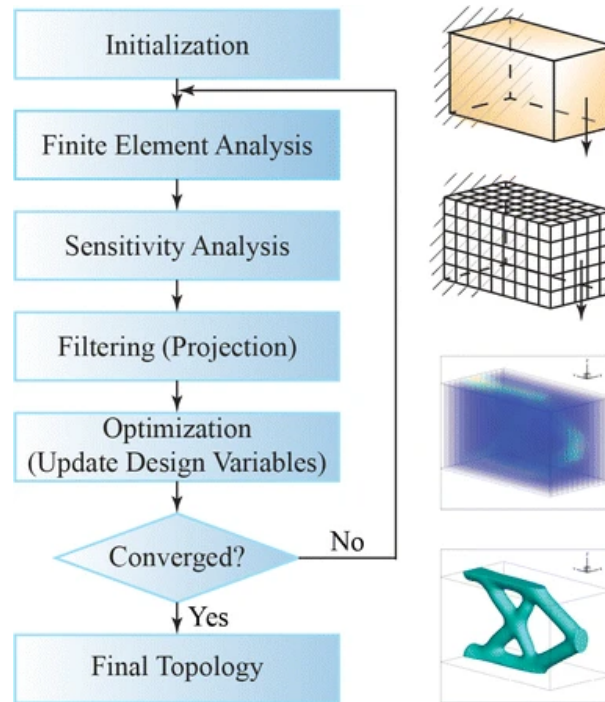 Initialization
Finite Element Analysis
Sensitivity Analysis
Filtering (Projection)
Optimization
(Update Design Variables)
Converged?
No
Yes
Final Topology